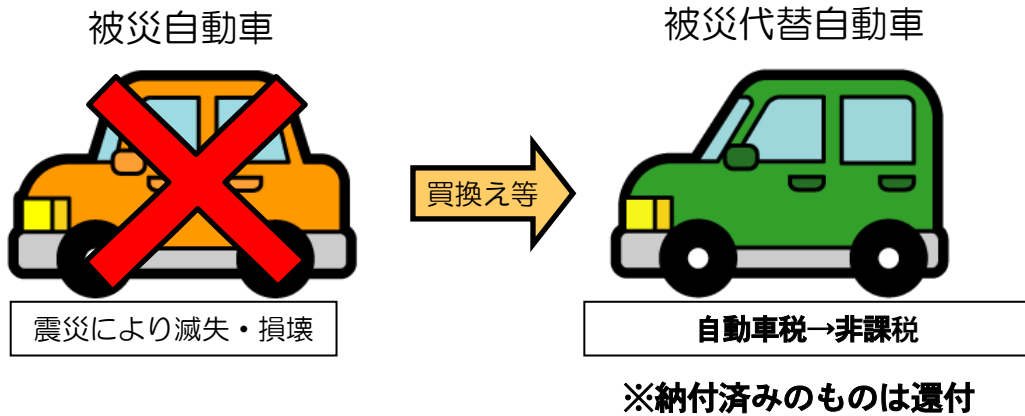 被災自動車
被災代替自動車
買換え等
震災により滅失・損壊
自動車税→非課税
※納付済みのものは還付